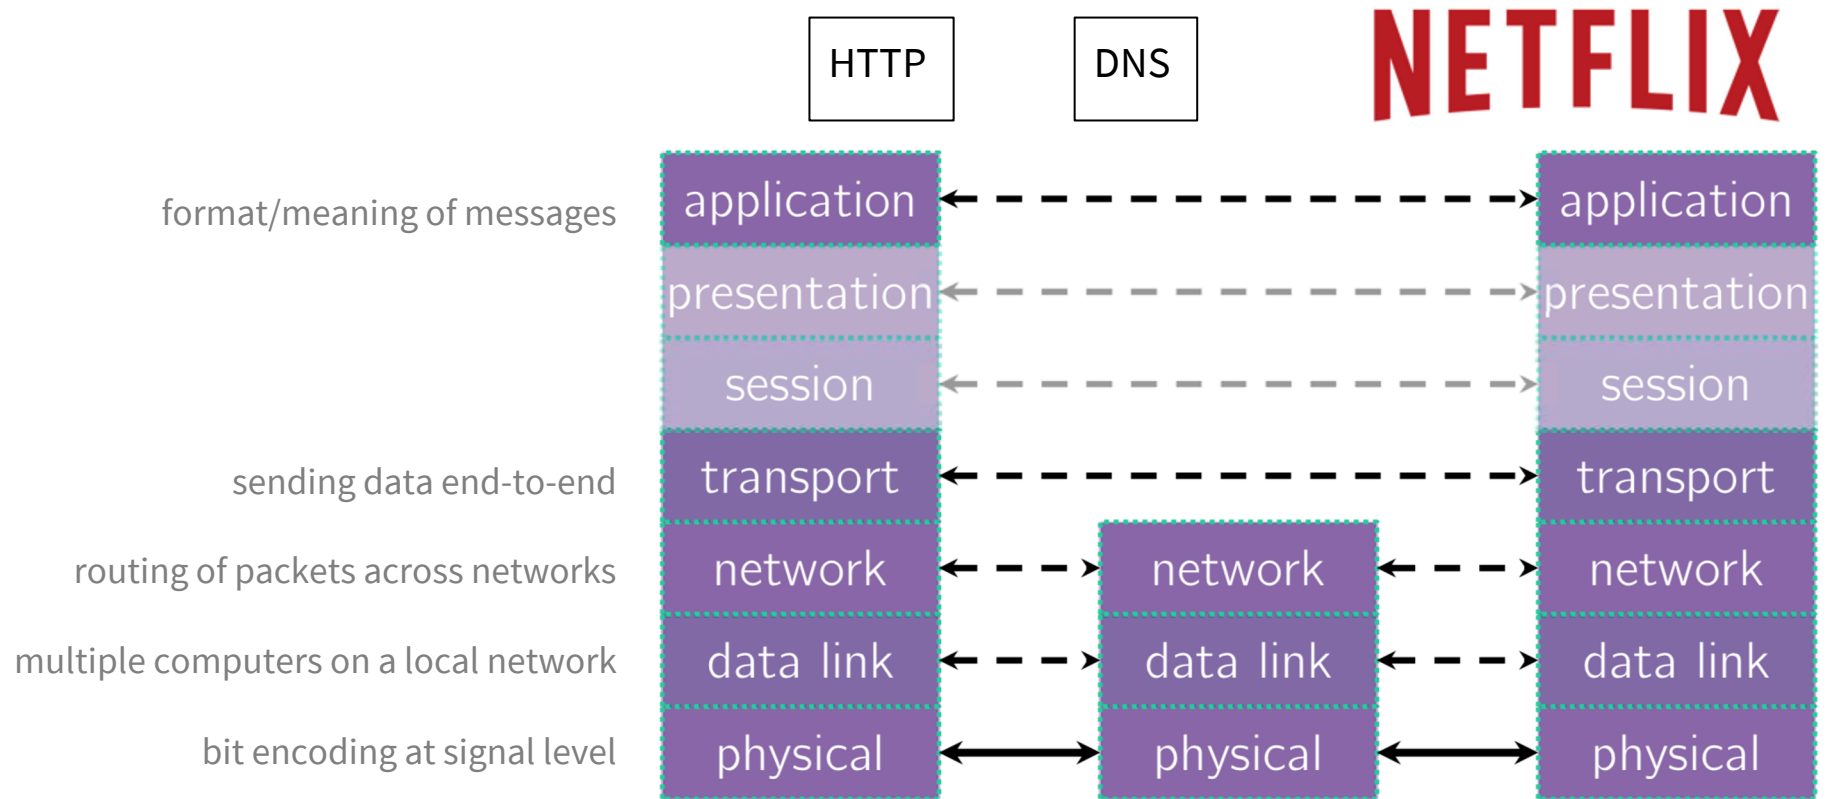 HTTP
DNS
NETFLIX
format/meaning of messages
application
application
presentation
presentation
session
session
sending data end-to-end
transport
transport
routing of packets across networks
network
network
network
multiple computers on a local network
data link
data link
data link
bit encoding at signal level
physical
physical
physical